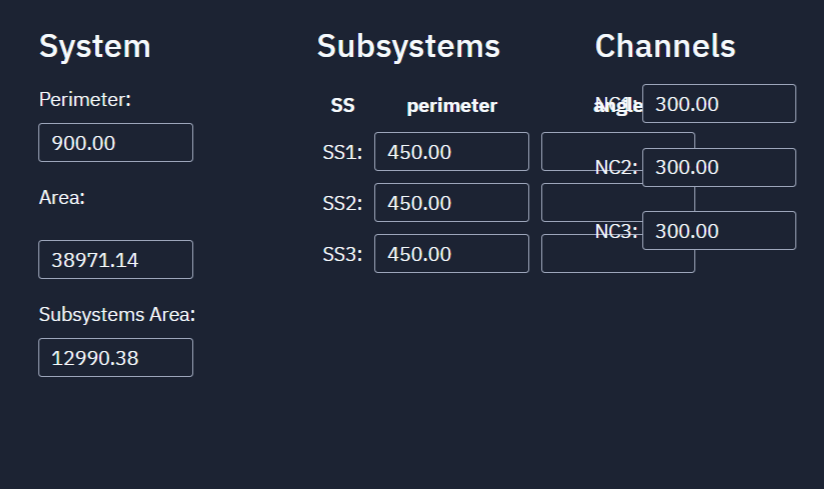 System
Perimeter:
900.00
Area:
38971.14
Subsystems Area:
12990.38
Subsystems
SS perimeter angle
SS1: 450.00
SS2: 450.00
SS3: 450.00
Channels
300.00
NC2: 300.00
NC3: 300.00